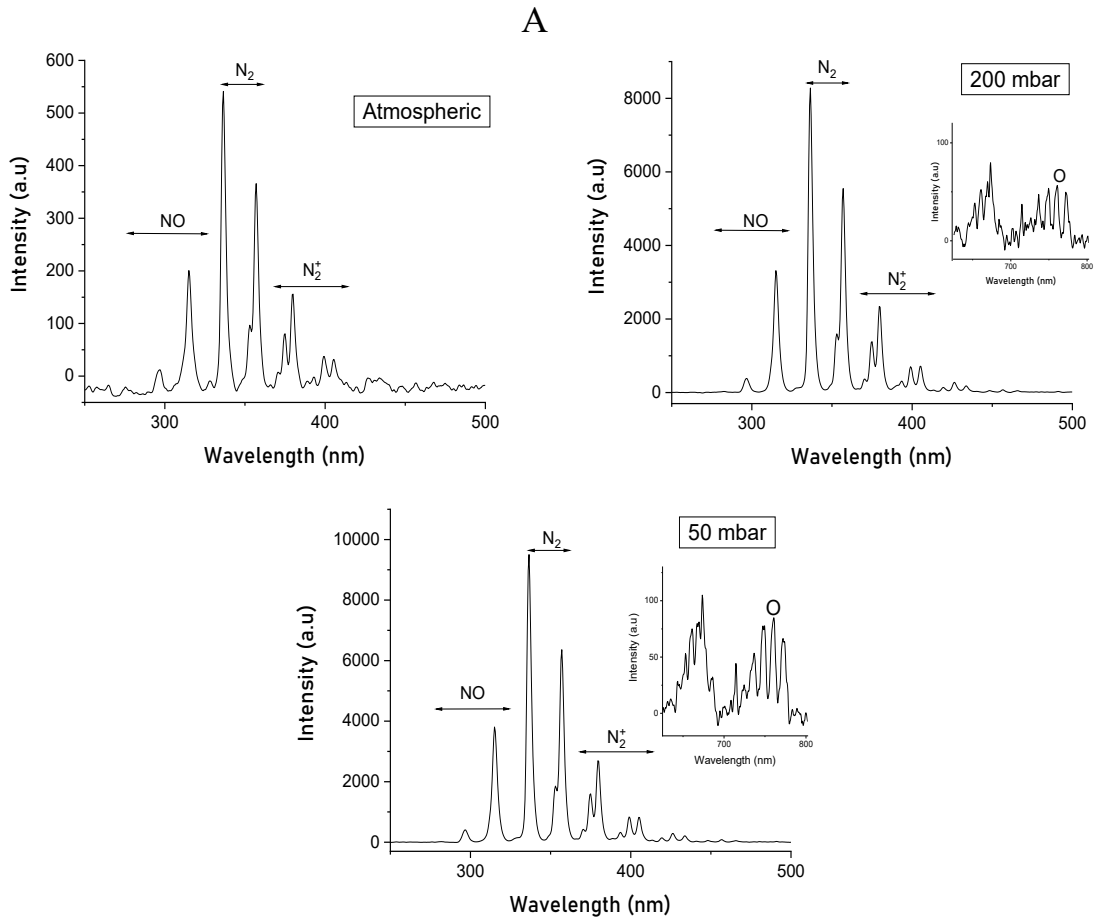 A
Atmospheric
N₂
NO
N₂⁺
600
500
400
300
200
100
0
Intensity (a.u)
300
400
500
Wavelength (nm)
200 mbar
N₂
NO
N₂⁺
8000
6000
4000
2000
0
Intensity (a.u)
300
400
500
Wavelength (nm)
O
100
50
0
Intensity (a.u)
700
800
Wavelength (nm)
50 mbar
N₂
NO
N₂⁺
10000
8000
6000
4000
2000
0
Intensity (a.u)
300
400
500
Wavelength (nm)
O
100
50
0
Intensity (a.u)
700
800
Wavelength (nm)